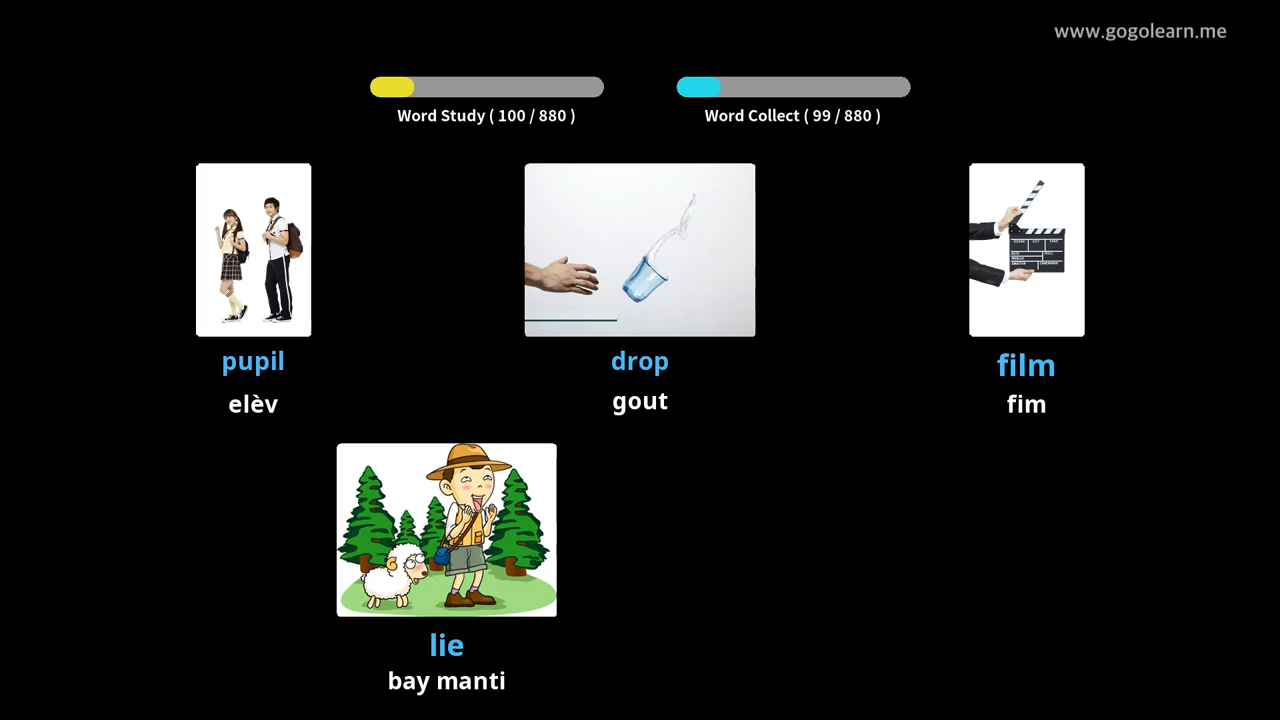 www.gogolearn.me
Word Study ( 100 / 880 )
Word Collect ( 99 / 880 )
pupil
elèv
drop
gout
film
fim
lie
bay manti